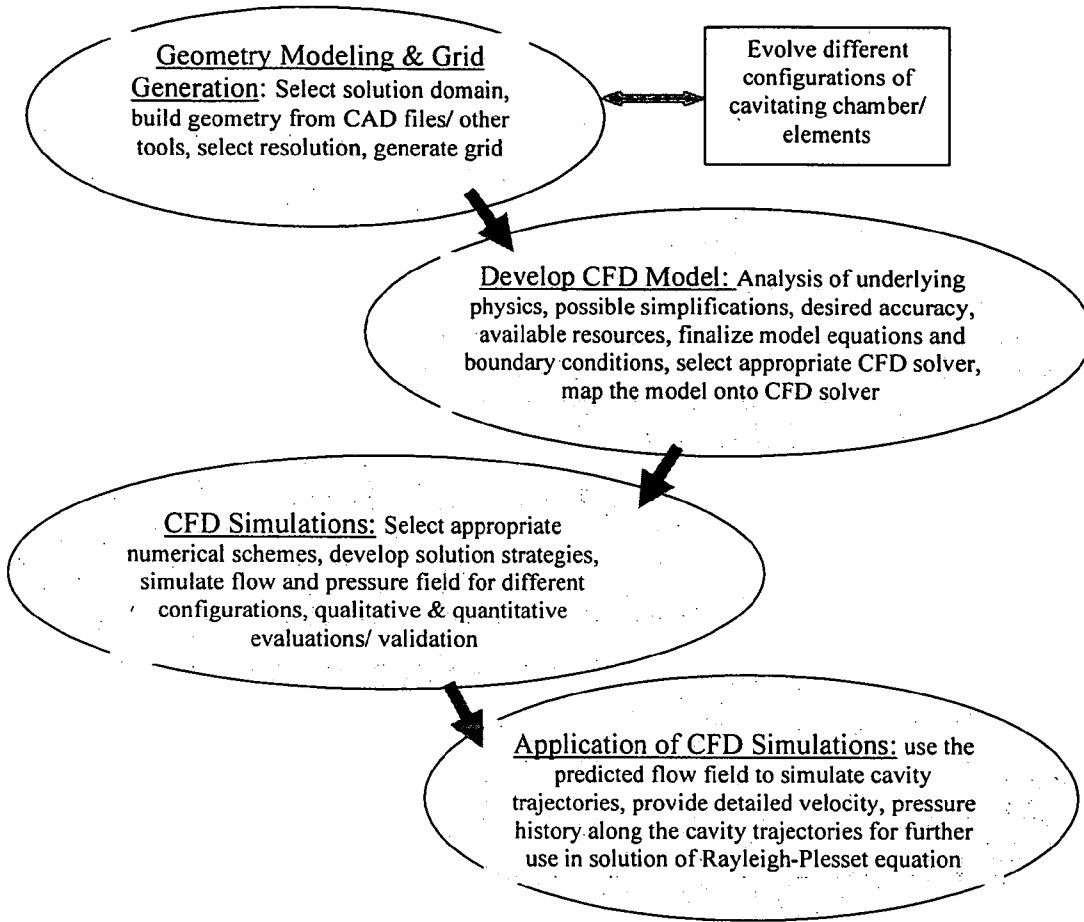 Geometry Modeling & Grid
Generation: Select solution domain,
build geometry from CAD files/ other
tools, select resolution, generate grid
Evolve different
configurations of
cavitating chamber/
elements
Develop CFD Model: Analysis of underlying
physics, possible simplifications, desired accuracy,
available resources, finalize model equations and
boundary conditions, select appropriate CFD solver,
map the model onto CFD solver
CFD Simulations: Select appropriate
numerical schemes, develop solution strategies,
simulate flow and pressure field for different
configurations, qualitative & quantitative
evaluations/ validation
Application of CFD Simulations: use the
predicted flow field to simulate cavity
trajectories, provide detailed velocity, pressure
history along the cavity trajectories for further
use in solution of Rayleigh-Plesset equation